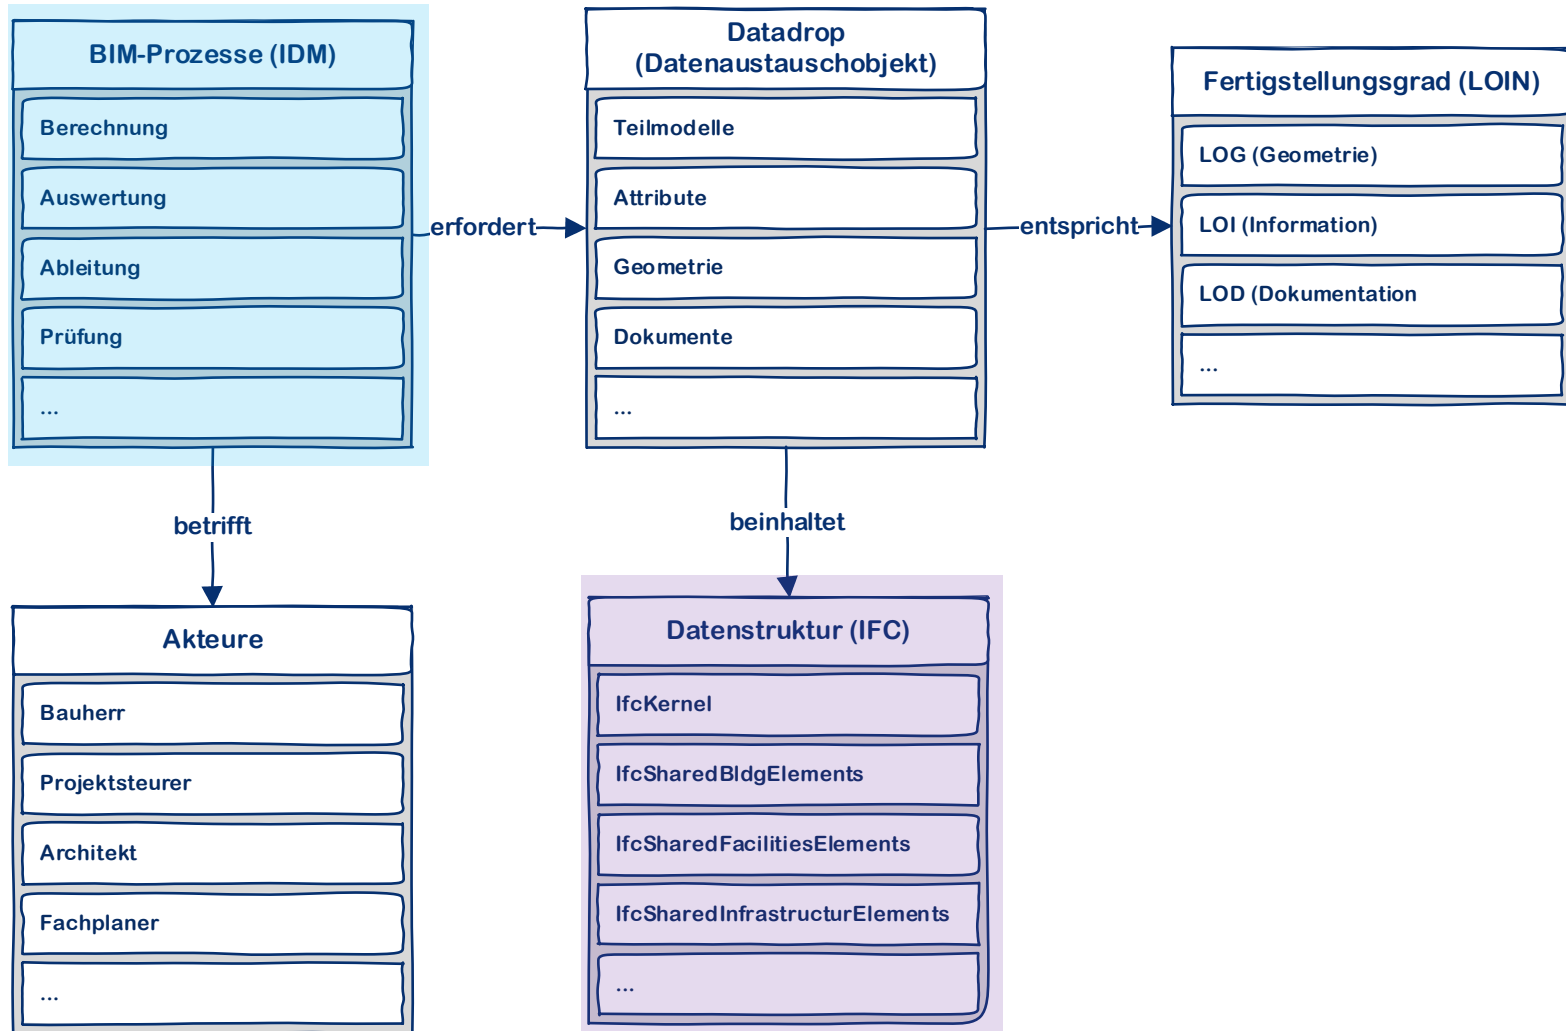 BIM-Prozesse (IDM)
Berechnung
Auswertung
Ableitung
Prüfung
...
erfordert
Datadrop
(Datenaustauschobjekt)
Teilmodelle
Attribute
Geometrie
Dokumente
...
entspricht
Fertigstellungsgrad (LOIN)
LOG (Geometrie)
LOI (Information)
LOD (Dokumentation
...
betrifft
beinhaltet
Akteure
Bauherr
Projektsteurer
Architekt
Fachplaner
...
Datenstruktur (IFC)
IfcKernel
IfcSharedBldgElements
IfcSharedFacilitiesElements
IfcSharedInfrastructurElements
...